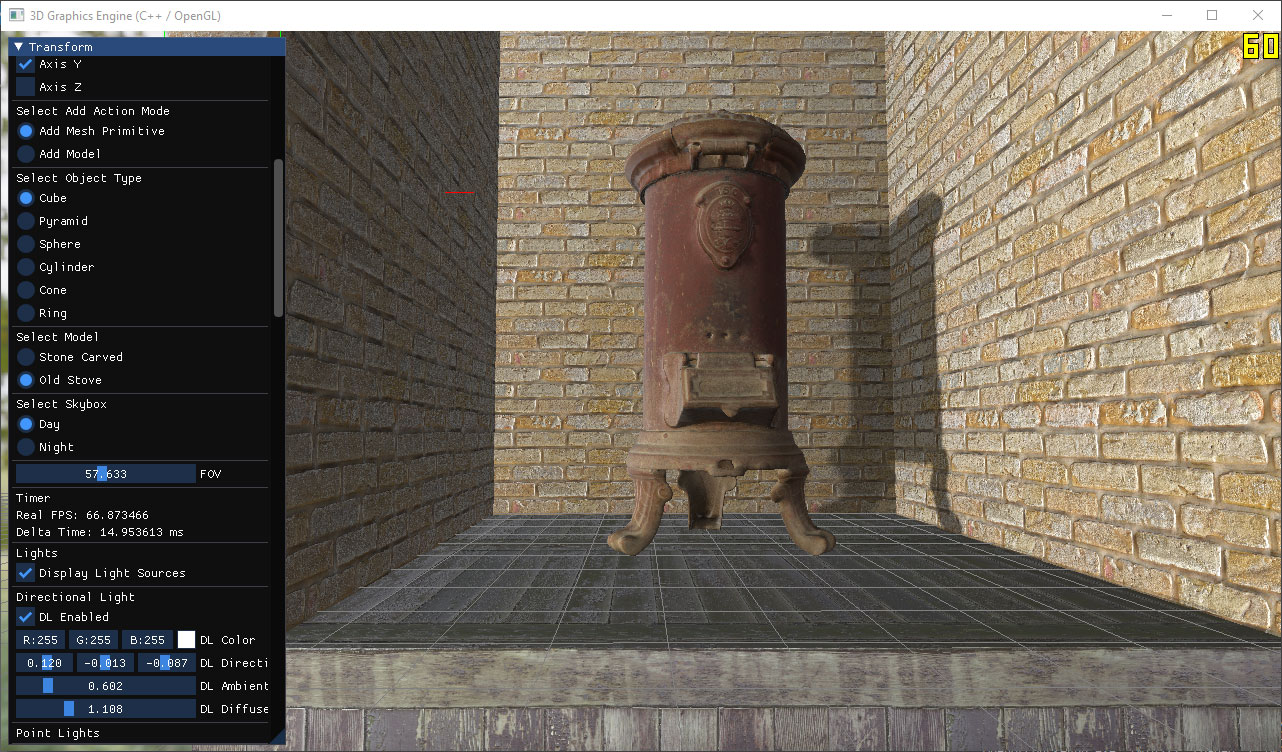 3D Graphics Engine (C++ / OpenGL)
60
Transform
Axis Y
Axis Z
Select Add Action Mode
Add Mesh Primitive
Add Model
Select Object Type
Cube
Pyramid
Sphere
Cylinder
Cone
Ring
Select Model
Stone Carved
Old Stove
Select Skybox
Day
Night
57.633 FOV
Timer
Real FPS: 66.873466
Delta Time: 14.953613 ms
Lights
Display Light Sources
Directional Light
DL Enabled
R:255 G:255 B:255 DL Color
0.120 -0.013 -0.087 DL Directi
0.602 DL Ambient
1.108 DL Diffuse
Point Lights